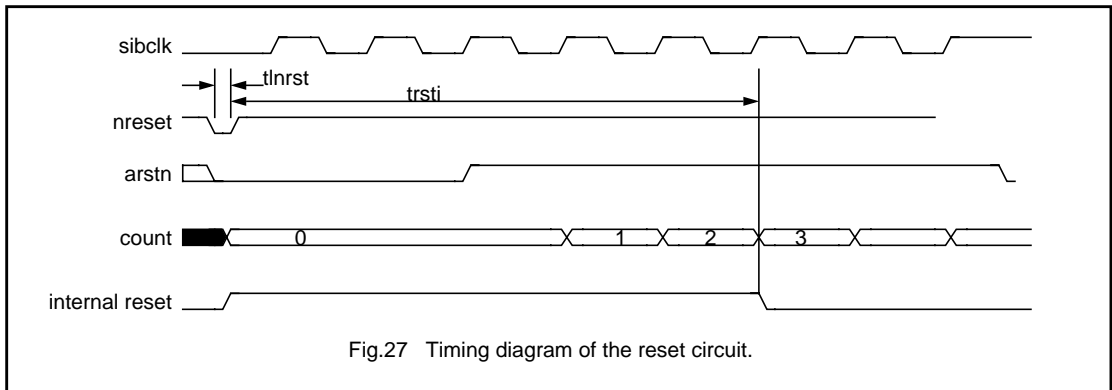 sibclk
tlnrst
trsti
nreset
arstn
count 0 1 2 3
internal reset
Fig.27 Timing diagram of the reset circuit.